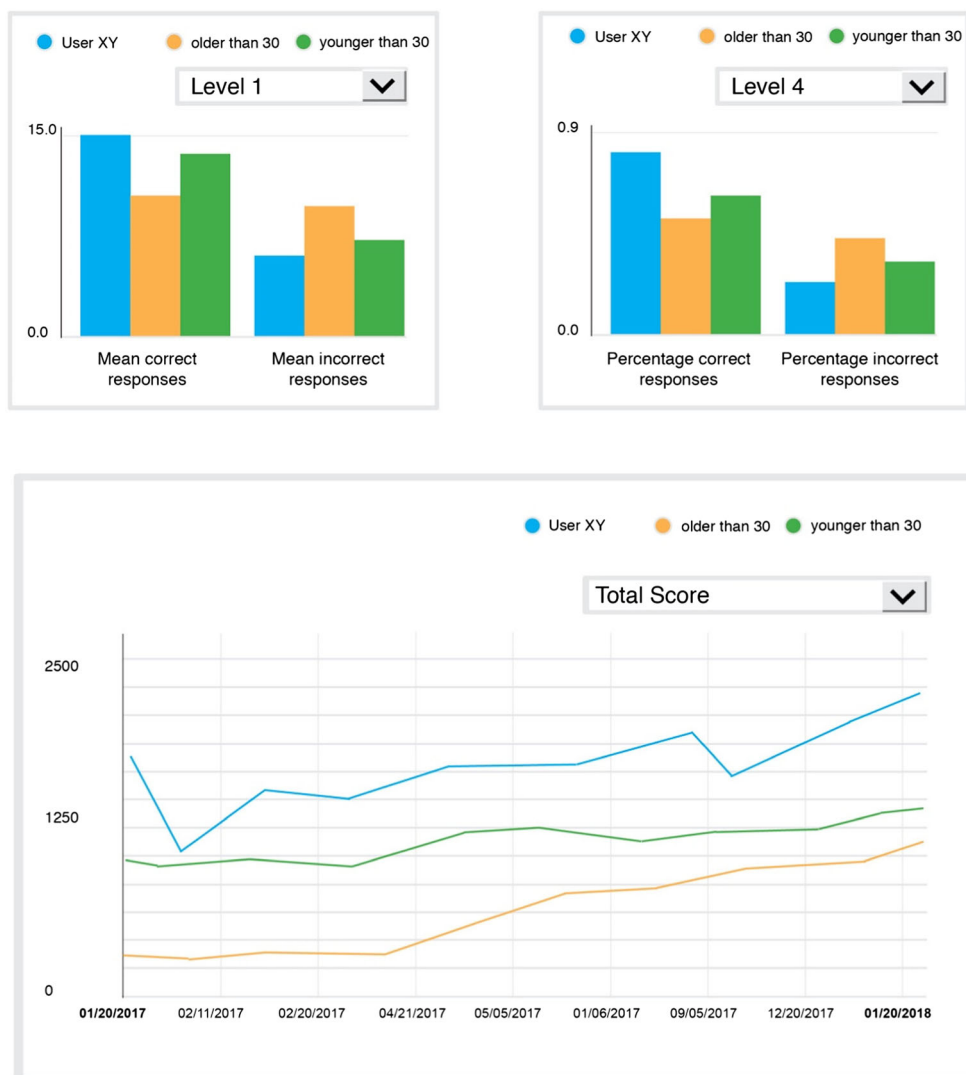 User XY older than 30 younger than 30
Level 1
15.0
0.0
Mean correct responses
Mean incorrect responses
User XY older than 30 younger than 30
Level 4
0.9
0.0
Percentage correct responses
Percentage incorrect responses
User XY older than 30 younger than 30
Total Score
2500
1250
0
01/20/2017 02/11/2017 02/20/2017 04/21/2017 05/05/2017 01/06/2017 09/05/2017 12/20/2017 01/20/2018